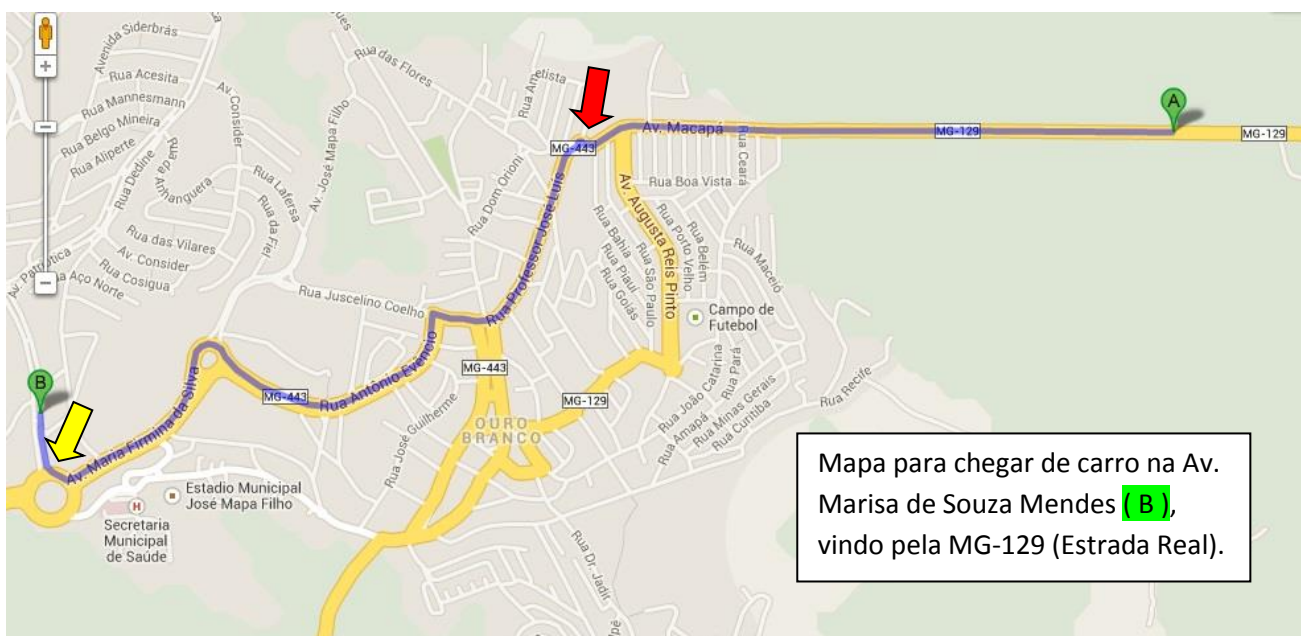 Avenida Siderbrás
Rua Acesita
Rua Mannesmann
Rua Belgo Mineira
Rua Aliperte
Rua Dedine
Av. Consider
Anhanguera
Rua Lafersa
Rua da Fiel
Rua das Vilares
Av. Consider
Rua Cosigua
Av. José Mapa Filho
Rua das Flores
Rua Am
etista
Rua Dom Orioni
MG-443
Av. Macapá
MG-129
A
MG-129
Rua Ceará
Rua Boa Vista
Av. Augusta Reis Pinto
Rua Professor José Luis
Rua Bahia
Rua Piauí
Rua Goiás
Rua São Paulo
Rua Porto Velho
Rua Belém
Rua Maceió
Campo de
Futebol
Rua Juscelino Coelho
MG-443
Rua Antônio Evêncio
MG-443
MG-129
OURO
BRANCO
Rua José Guilherme
Rua João Catarina
Rua Pará
Rua Amapá
Rua Minas Gerais
Rua Curitiba
Rua Recife
B
Av. Maria Firmina da Silva
Estadio Municipal
José Mapa Filho
H
Secretaria
Municipal
de Saúde
Rua Dr. Jadir
Mapa para chegar de carro na Av.
Marisa de Souza Mendes ( B ),
vindo pela MG-129 (Estrada Real).